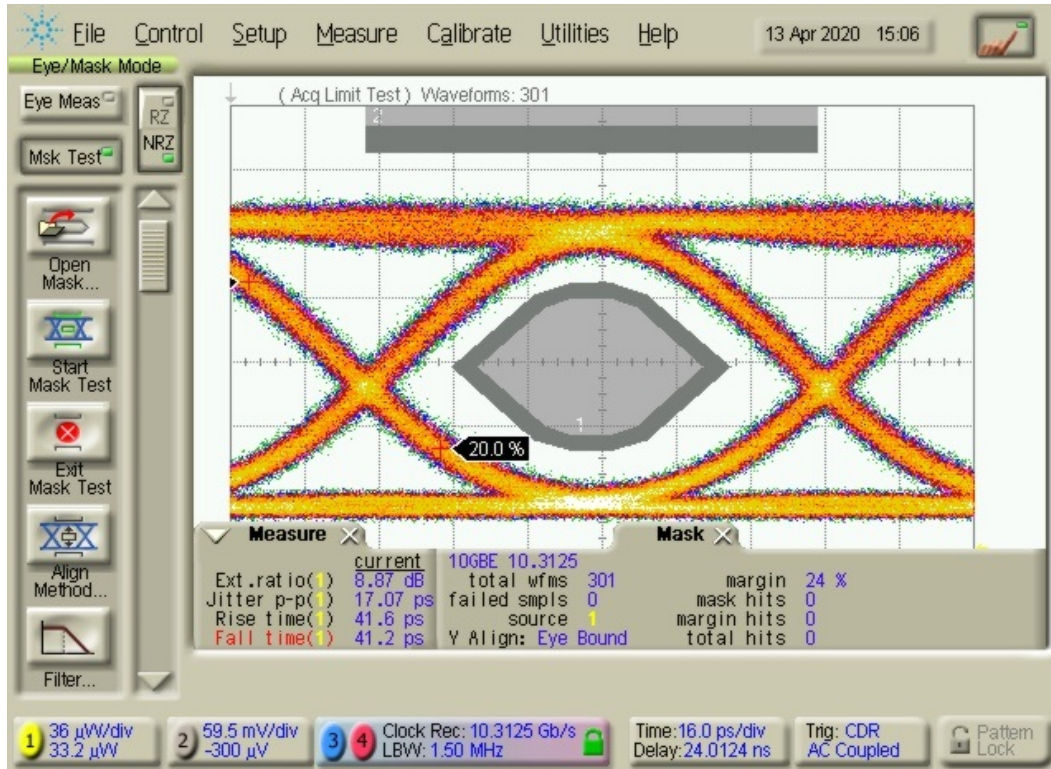 File Control Setup Measure Calibrate Utilities Help 13 Apr 2020 15:06
Eye/Mask Mode
Eye Meas
RZ
NRZ
Msk Test
(Acq Limit Test) Waveforms: 301
2
Open
Mask...
Start
Mask Test
Exit
Mask Test
Align
Method...
Filter...
1
20.0 %
Measure
current
Ext.ratio(1) 8.87 dB
Jitter p-p(1) 17.07 ps
Rise time(1) 41.6 ps
Fall time(1) 41.2 ps
Mask
10GBE 10.3125
total wfms 301 margin 24 %
failed smpls 0 mask hits 0
source 1 margin hits 0
Y Align: Eye Bound total hits 0
1 36 µW/div
33.2 µW
2 59.5 mV/div
-300 µV
3 4 Clock Rec: 10.3125 Gb/s
LBW: 1.50 MHz
Time:16.0 ps/div
Delay:24.0124 ns
Trig: CDR
AC Coupled
Pattern
Lock